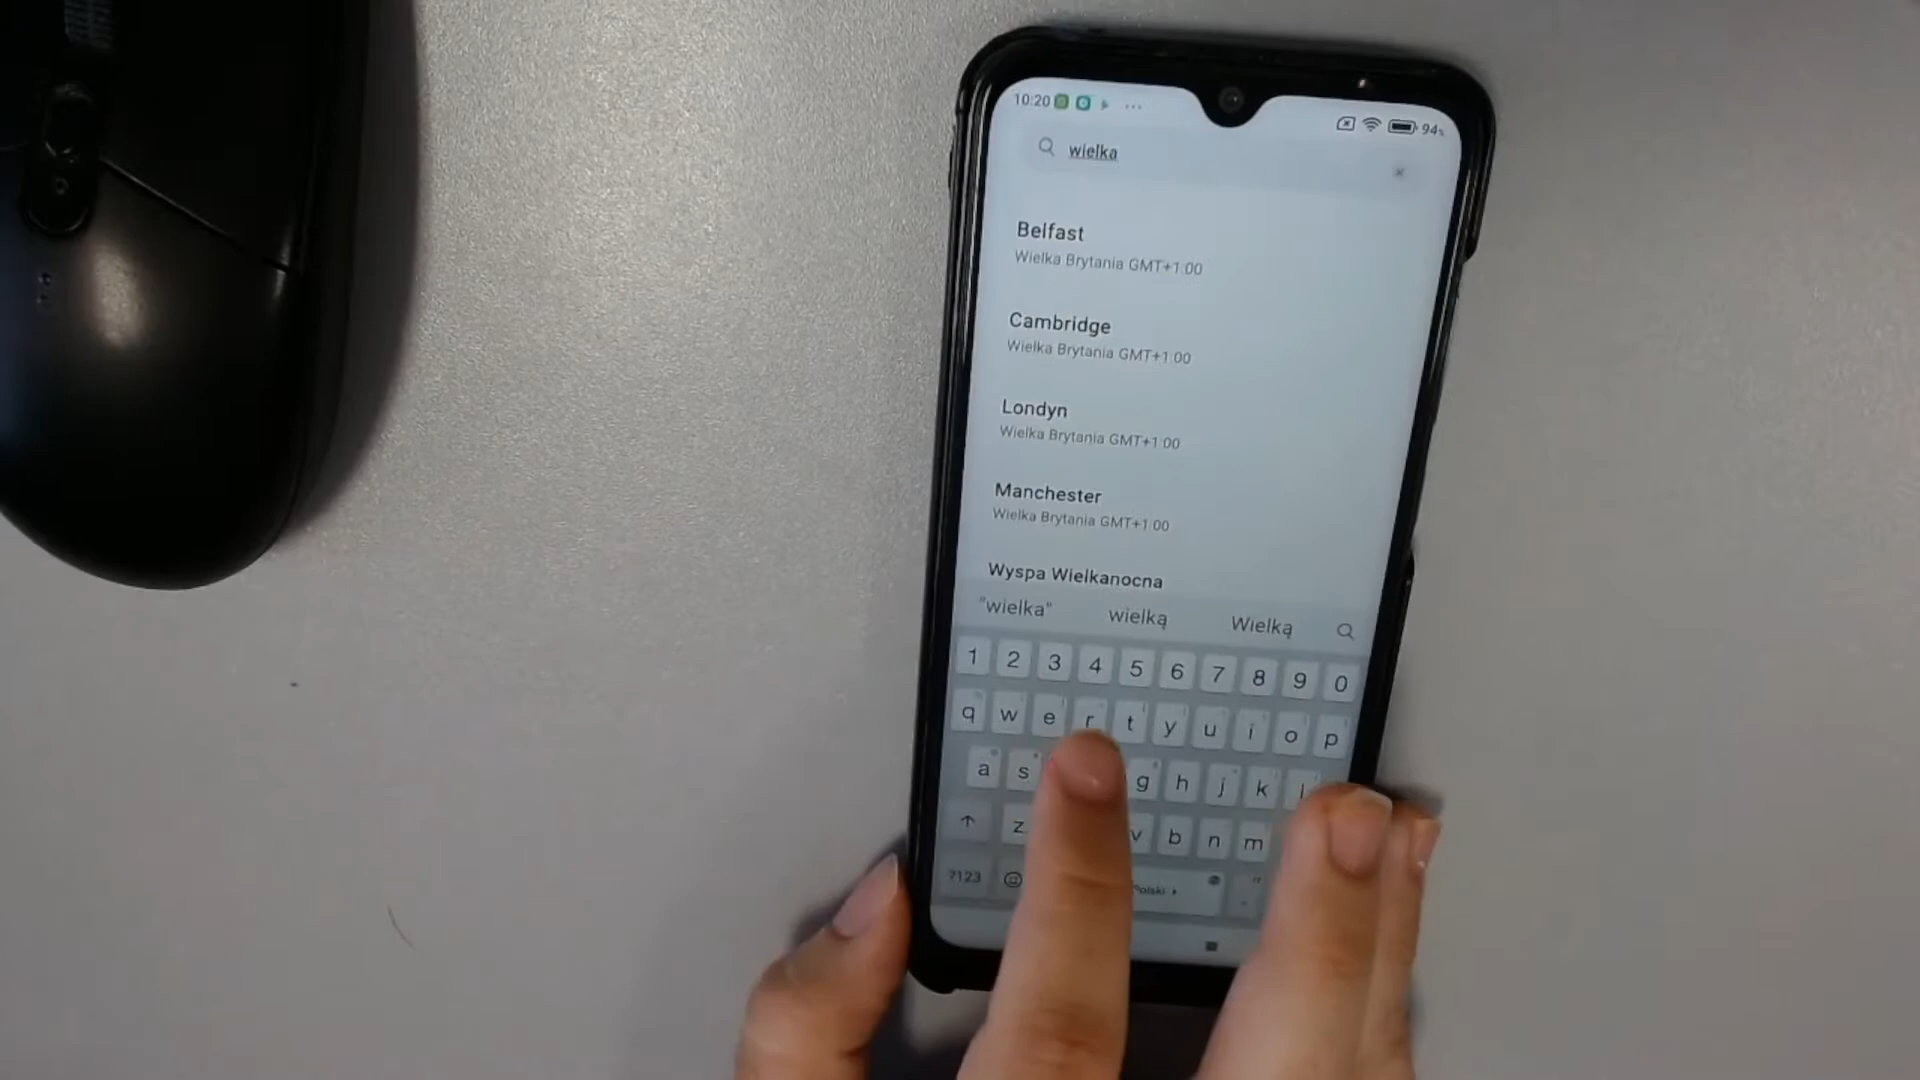 10:20 ... 94%
wielka
Belfast
Wielka Brytania GMT+1:00
Cambridge
Wielka Brytania GMT+1:00
Londyn
Wielka Brytania GMT+1:00
Manchester
Wielka Brytania GMT+1:00
Wyspa Wielkanocna
"wielka" wielką Wielką
1 2 3 4 5 6 7 8 9 0
q w e r t y u i o p
a s g h j k l
z v b n m
?123 Polski